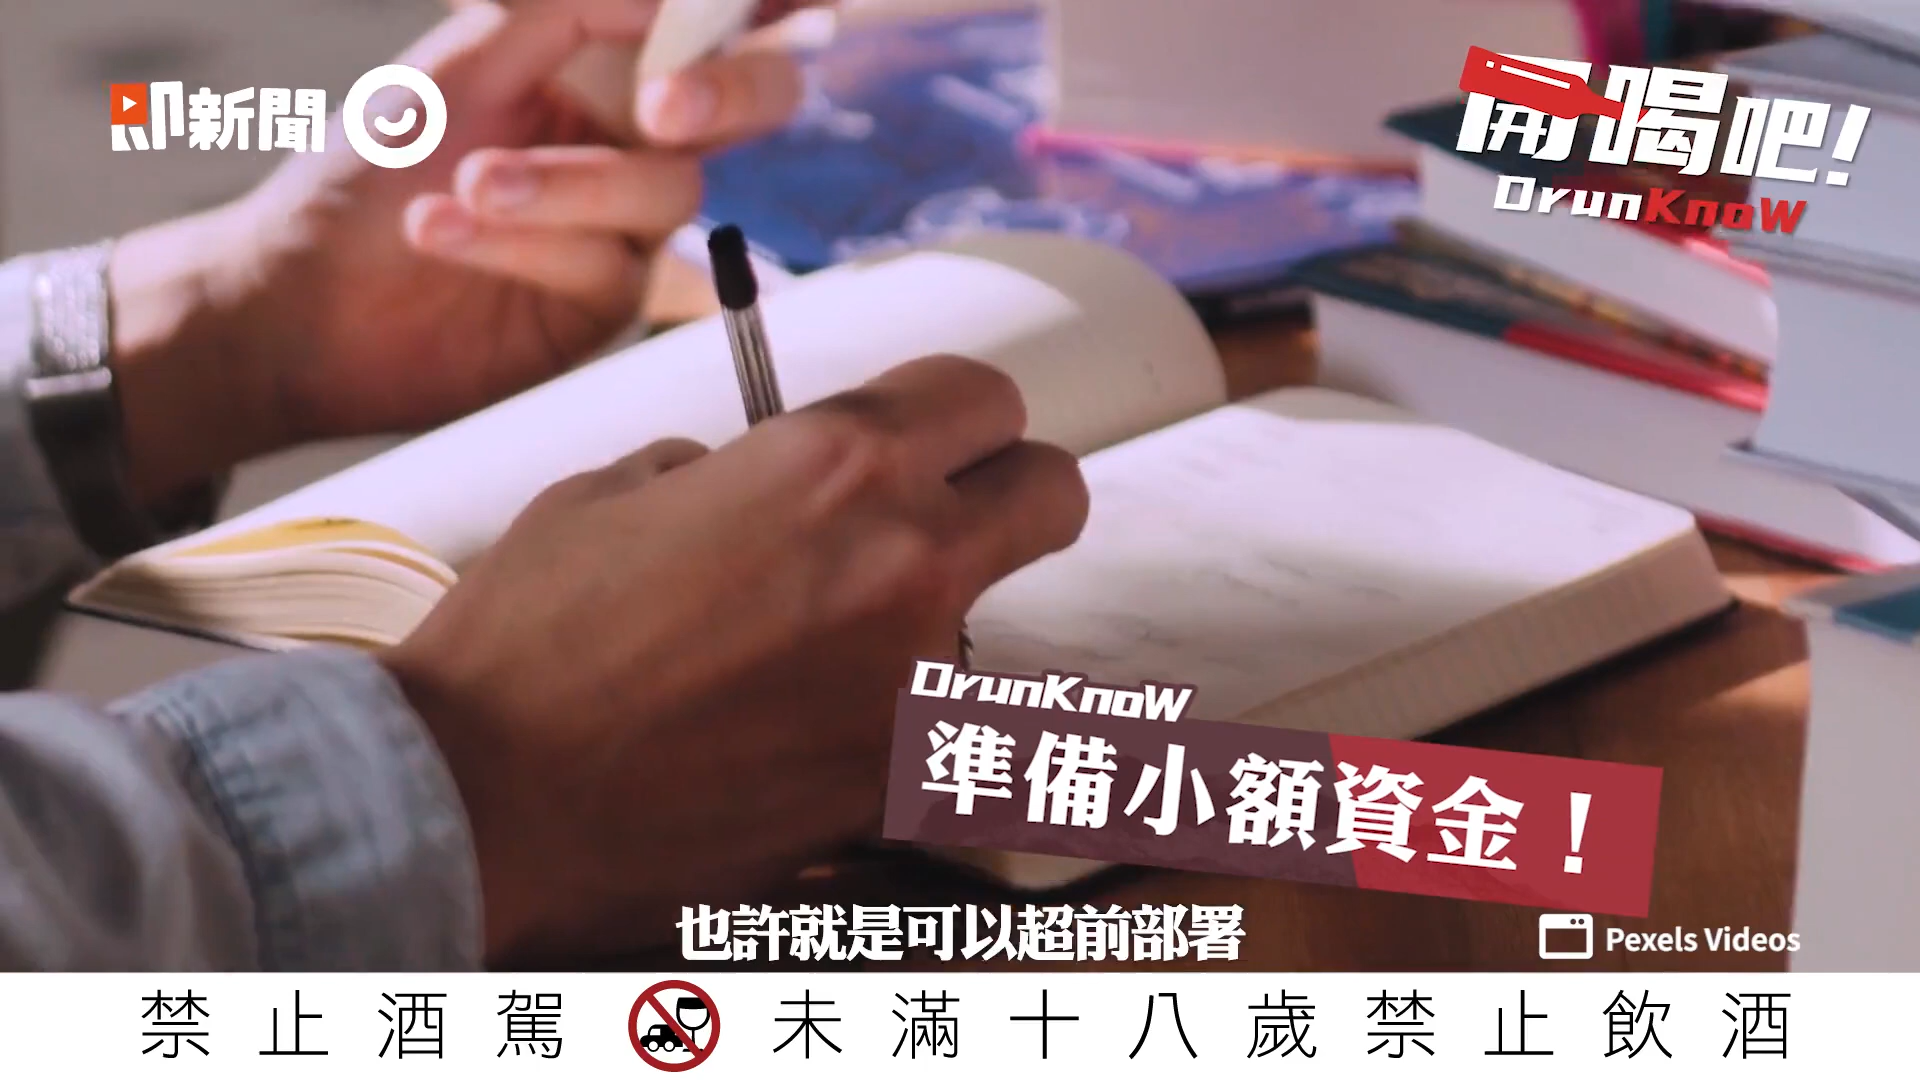 即新聞
開喝吧!
DrunKnoW
DrunKnoW
準備小額資金！
也許就是可以超前部署
Pexels Videos
禁止酒駕 未滿十八歲禁止飲酒